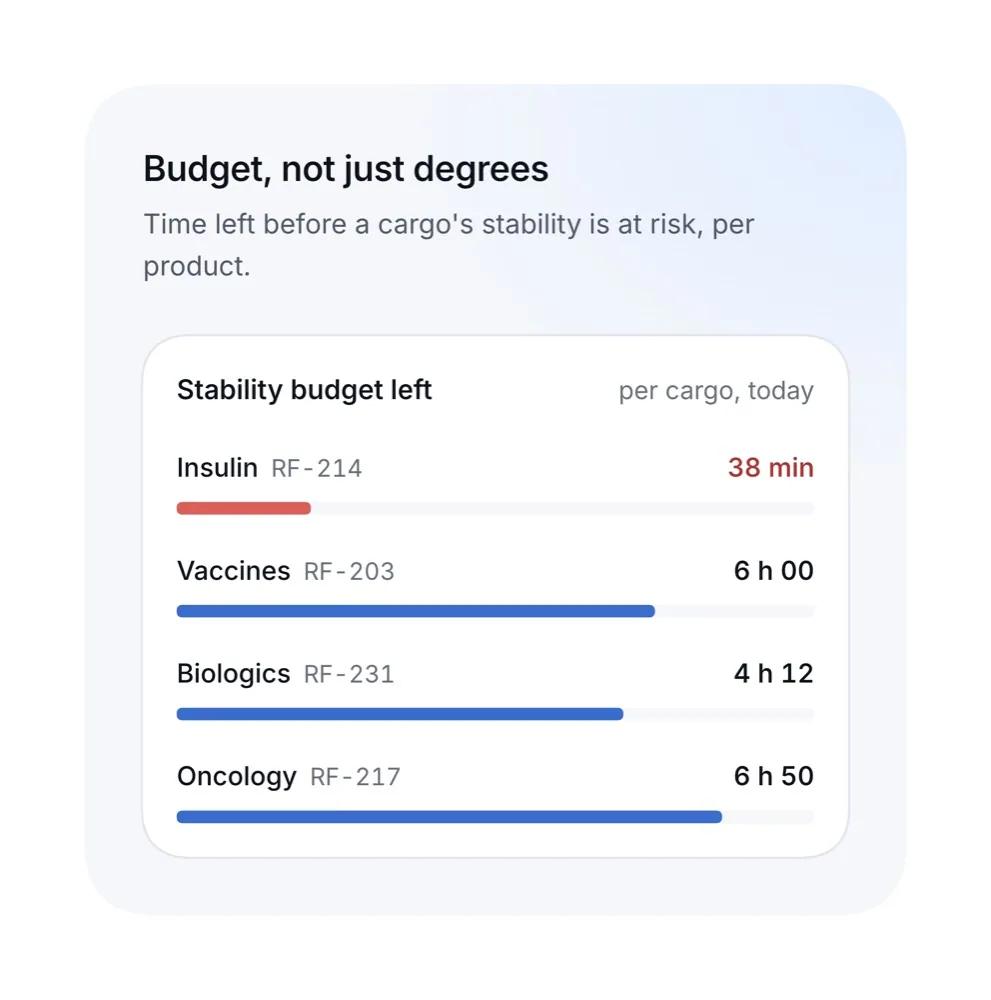 Budget, not just degrees
Time left before a cargo's stability is at risk, per
product.
Stability budget left per cargo, today
Insulin RF-214 38 min
Vaccines RF-203 6 h 00
Biologics RF-231 4 h 12
Oncology RF-217 6 h 50